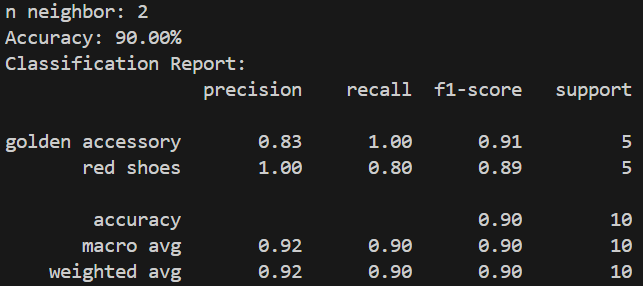 n neighbor: 2
Accuracy: 90.00%
Classification Report:
precision recall f1-score support
golden accessory 0.83 1.00 0.91 5
red shoes 1.00 0.80 0.89 5
accuracy 0.90 10
macro avg 0.92 0.90 0.90 10
weighted avg 0.92 0.90 0.90 10